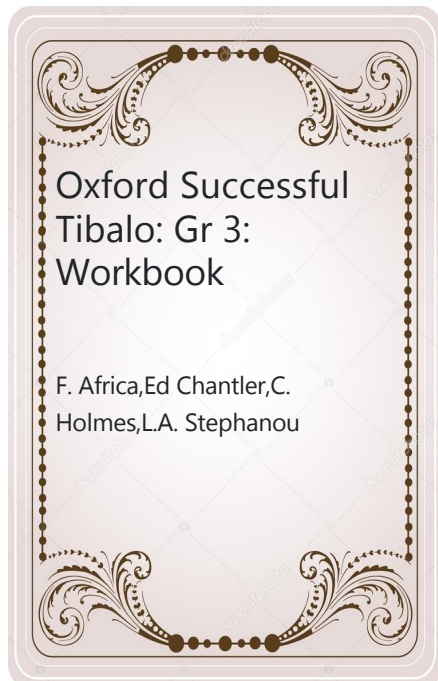 Oxford Successful
Tibalo: Gr 3:
Workbook
F. Africa,Ed Chantler,C.
Holmes,L.A. Stephanou